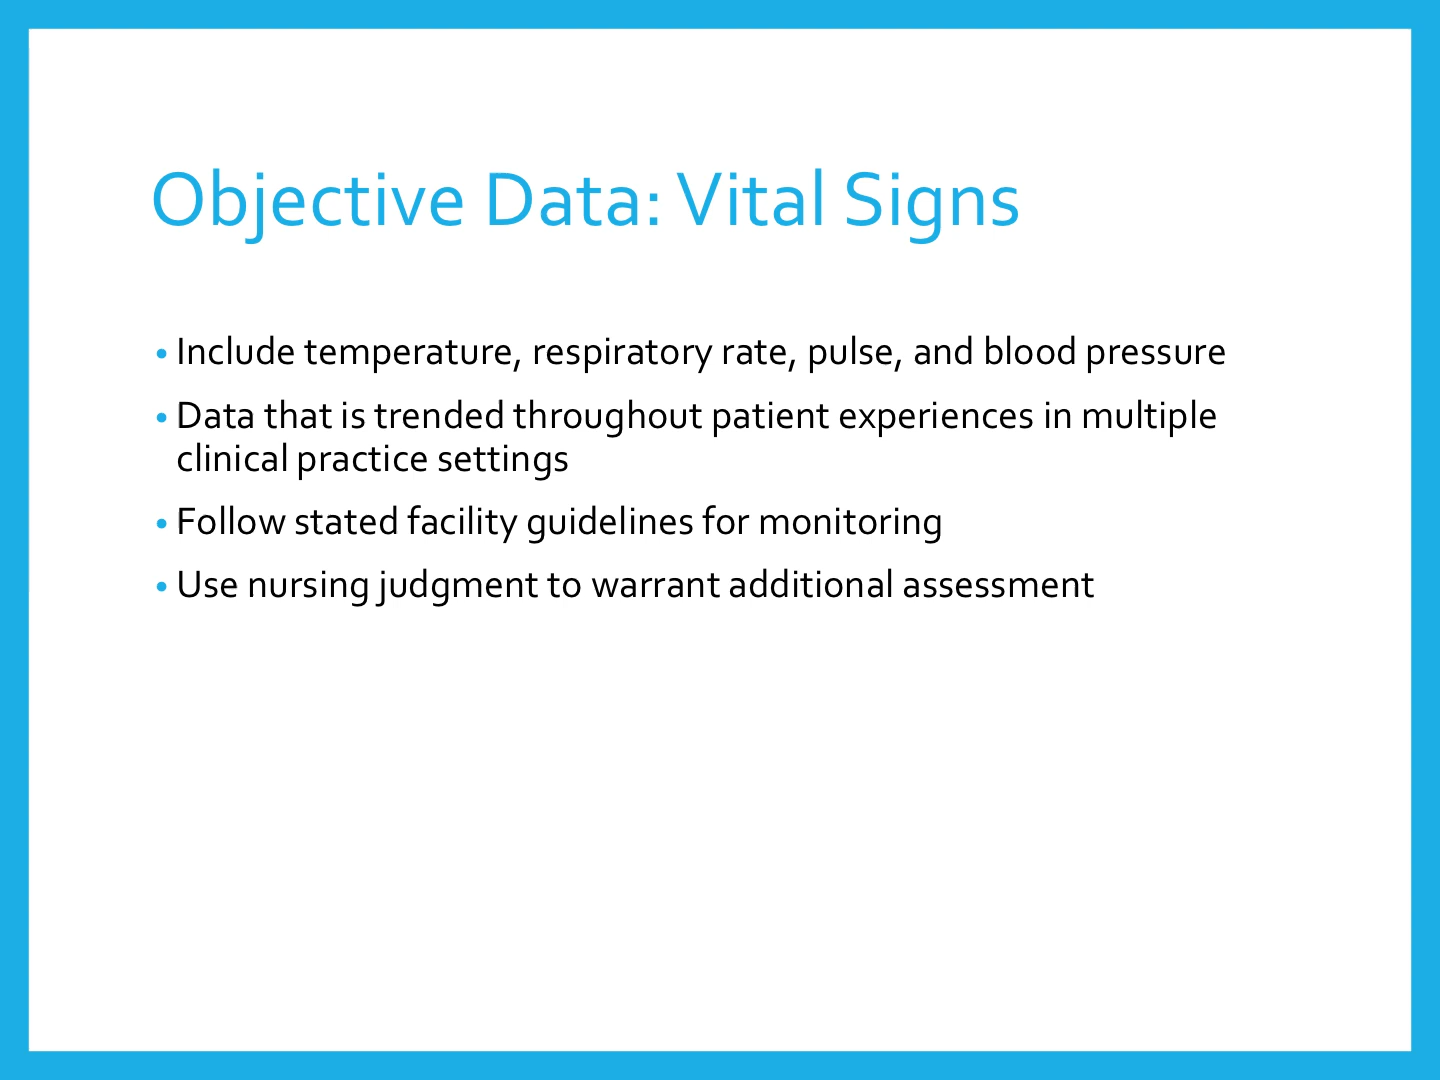 Objective Data: Vital Signs
• Include temperature, respiratory rate, pulse, and blood pressure
• Data that is trended throughout patient experiences in multiple
clinical practice settings
• Follow stated facility guidelines for monitoring
• Use nursing judgment to warrant additional assessment